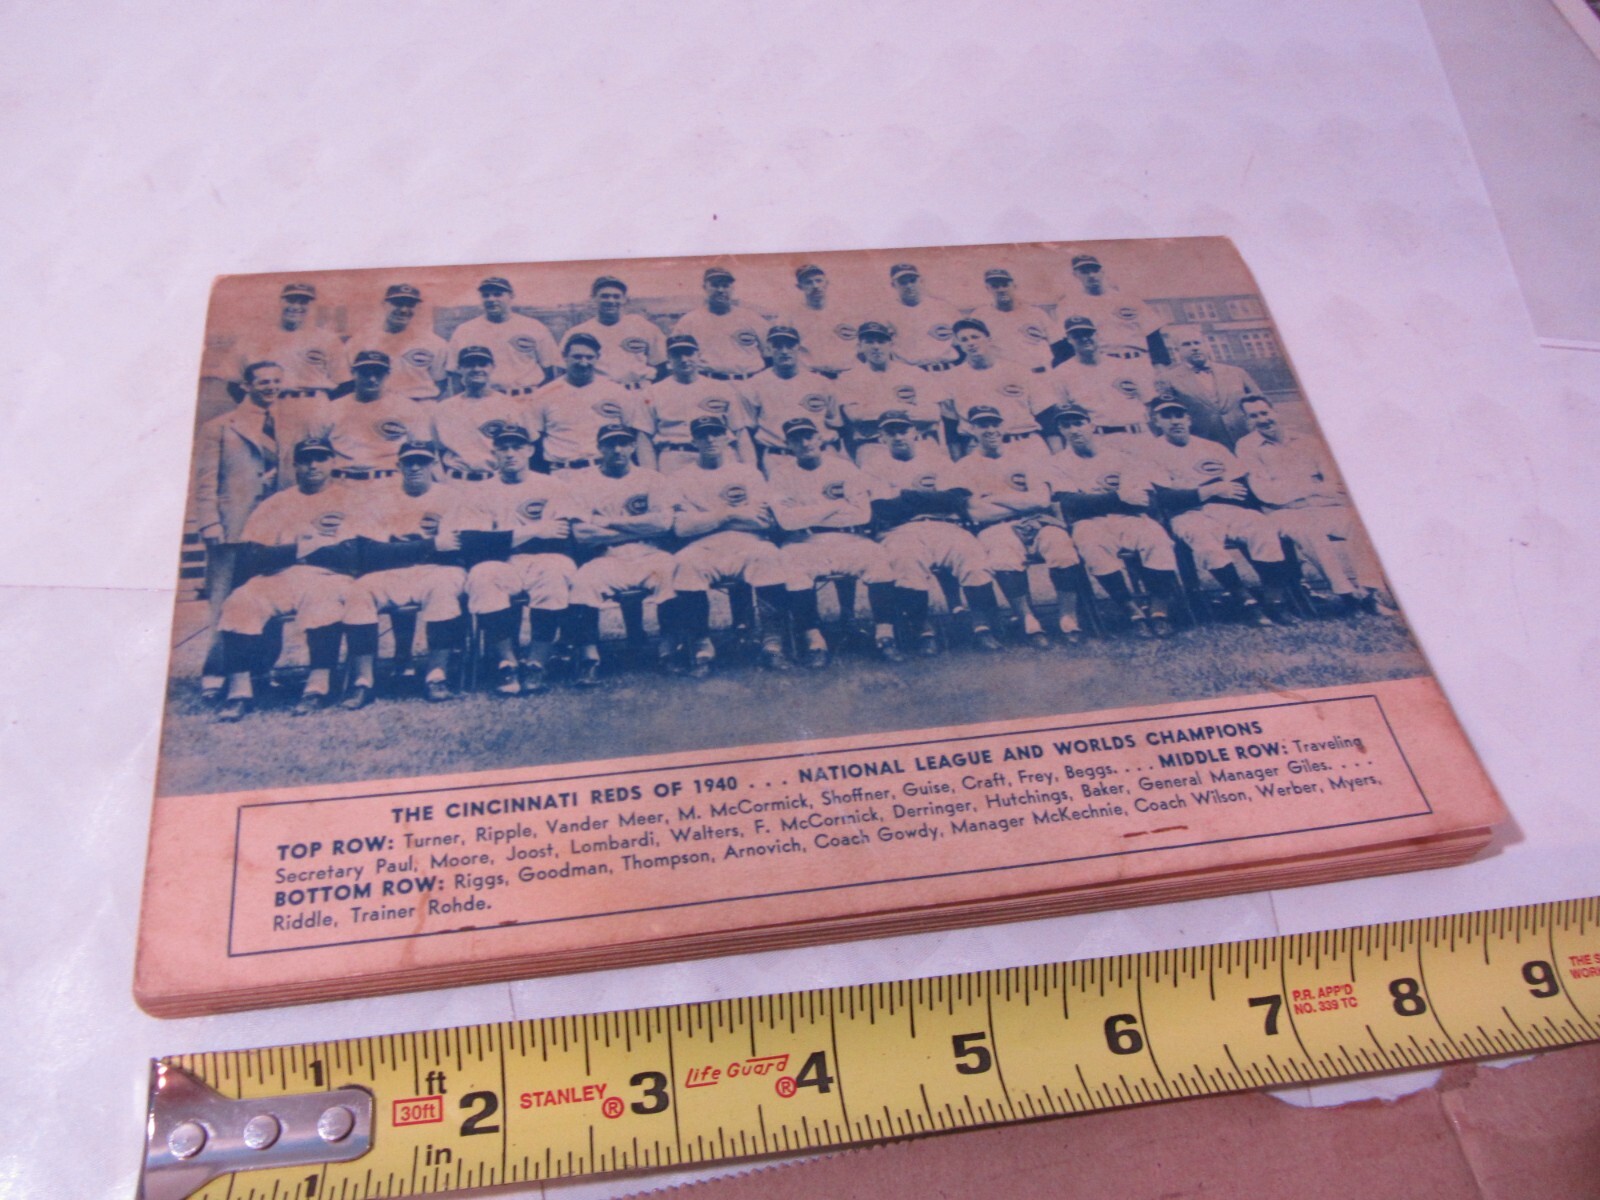 THE CINCINNATI REDS OF 1940 . . . NATIONAL LEAGUE AND WORLDS CHAMPIONS
TOP ROW: Turner, Ripple, Vander Meer, M. McCormick, Shoffner, Guise, Craft, Frey, Beggs. . . . MIDDLE ROW: Traveling
Secretary Paul, Moore, Joost, Lombardi, Walters, F. McCormick, Derringer, Hutchings, Baker, General Manager Giles. . . .
BOTTOM ROW: Riggs, Goodman, Thompson, Arnovich, Coach Gowdy, Manager McKechnie, Coach Wilson, Werber, Myers,
Riddle, Trainer Rohde.
1 ft 2 STANLEY® 3 Life Guard® 4 5 6 7 P.R. APP'D 8 9 THE S
30ft NO. 339 TC WOR
in
1